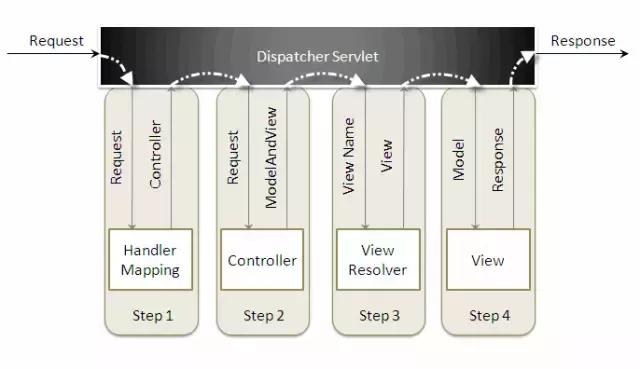 Request
Dispatcher Servlet
Response
Request
Controller
Handler
Mapping
Step 1
Request
ModelAndView
Controller
Step 2
View Name
View
View
Resolver
Step 3
Model
Response
View
Step 4